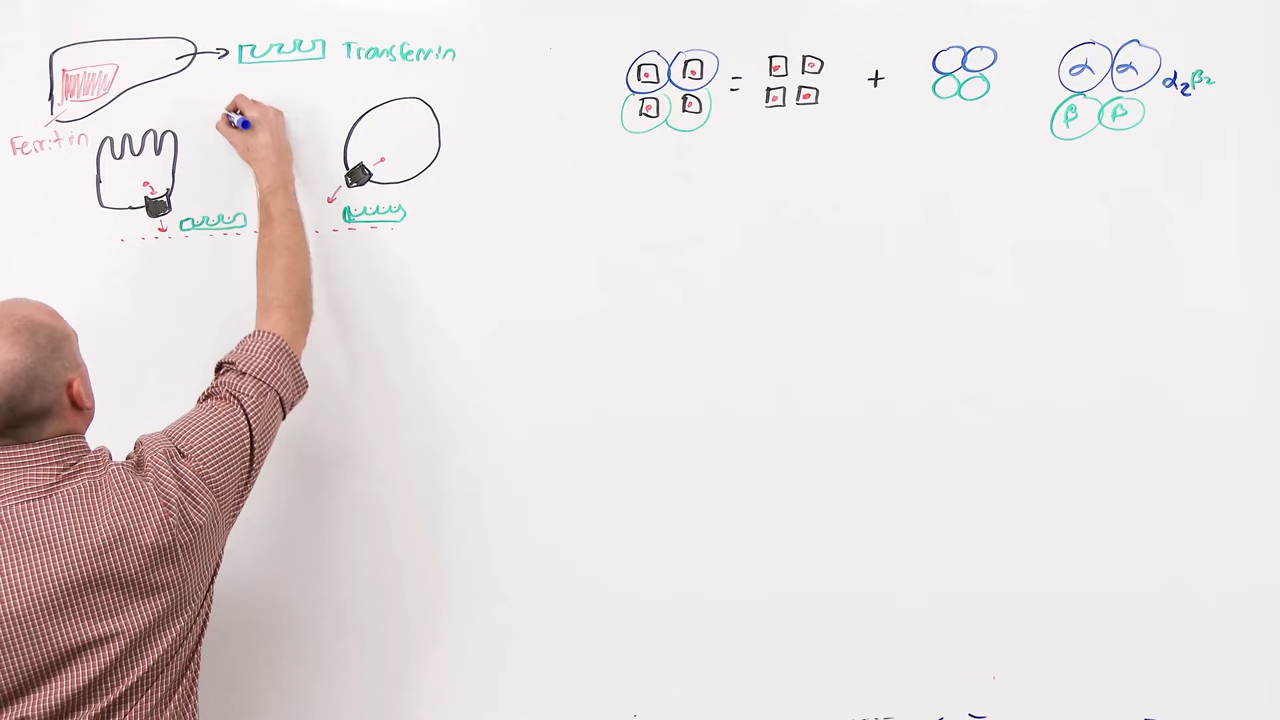 Transferrin
Ferritin
= +
α α α₂β₂
β β